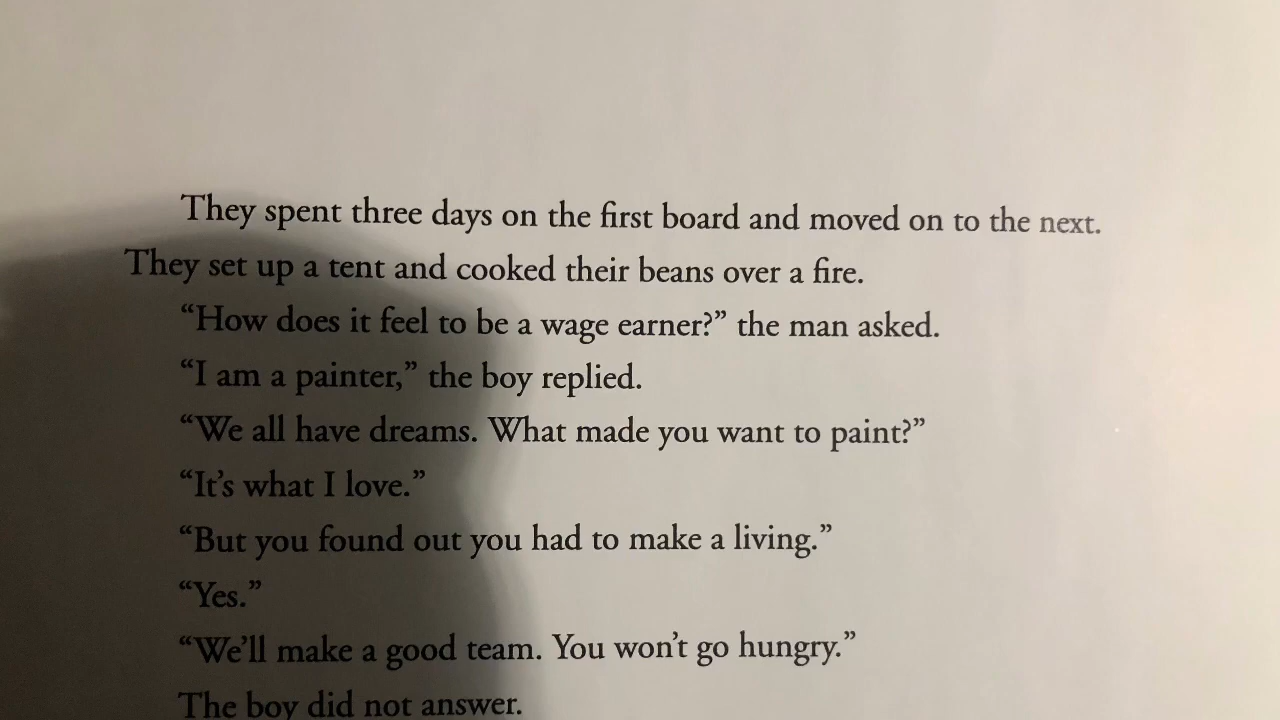 They spent three days on the first board and moved on to the next.
They set up a tent and cooked their beans over a fire.
“How does it feel to be a wage earner?” the man asked.
“I am a painter,” the boy replied.
“We all have dreams. What made you want to paint?”
“It’s what I love.”
“But you found out you had to make a living.”
“Yes.”
“We’ll make a good team. You won’t go hungry.”
The boy did not answer.